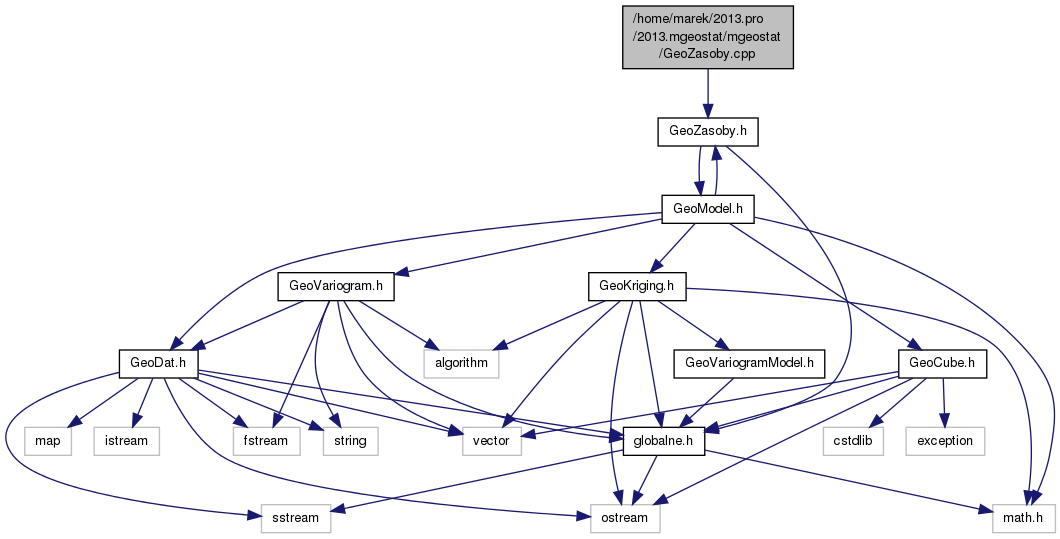 /home/marek/2013.pro
/2013.mgeostat/mgeostat
/GeoZasoby.cpp
GeoZasoby.h
GeoModel.h
GeoVariogram.h
GeoKriging.h
GeoDat.h
algorithm
GeoVariogramModel.h
GeoCube.h
map
istream
fstream
string
vector
globalne.h
cstdlib
exception
sstream
ostream
math.h